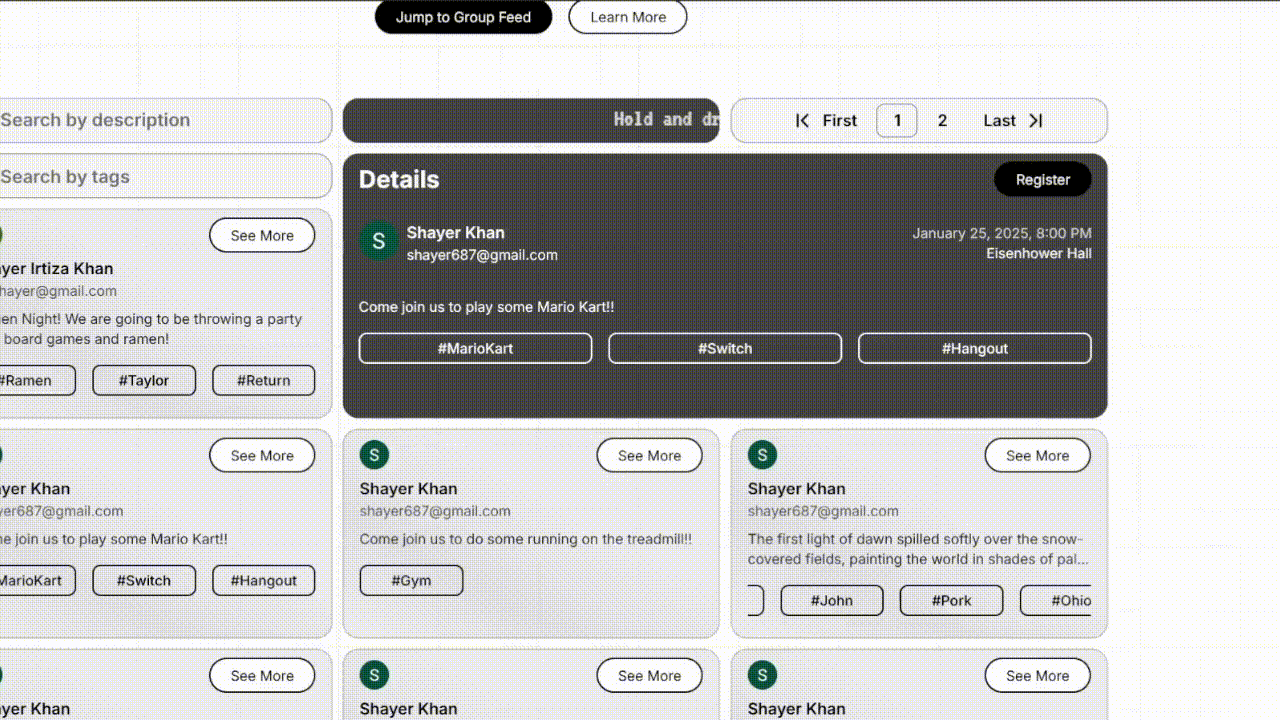 Jump to Group Feed
Learn More
Search by description
Hold and
First
1
2
Last
Search by tags
Details
Register
Shayer Khan
shayer687@gmail.com
January 25, 2025, 8:00 PM
Eisenhower Hall
Come join us to play some Mario Kart!!
#MarioKart
#Switch
#Hangout
See More
yer Irtiza Khan
hayer@gmail.com
en Night! We are going to be throwing a party
board games and ramen!
#Ramen
#Taylor
#Return
See More
yer Khan
yer687@gmail.com
ne join us to play some Mario Kart!!
MarioKart
#Switch
#Hangout
S
See More
Shayer Khan
shayer687@gmail.com
Come join us to do some running on the treadmill!!
#Gym
S
See More
Shayer Khan
shayer687@gmail.com
The first light of dawn spilled softly over the snow-
covered fields, painting the world in shades of pal...
#John
#Pork
#Ohio
See More
yer Khan
S
See More
Shayer Khan
S
See More
Shayer Khan